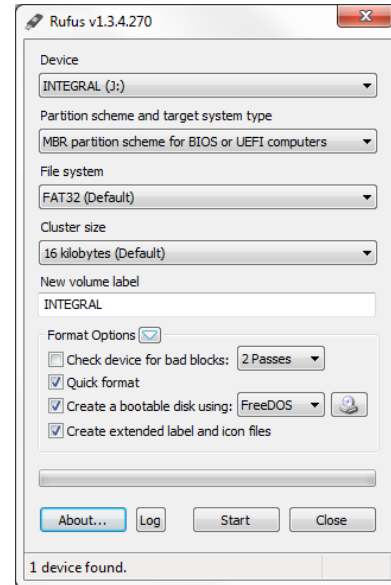 Rufus v1.3.4.270
Device
INTEGRAL (J:)
Partition scheme and target system type
MBR partition scheme for BIOS or UEFI computers
File system
FAT32 (Default)
Cluster size
16 kilobytes (Default)
New volume label
INTEGRAL
Format Options
Check device for bad blocks: 2 Passes
Quick format
Create a bootable disk using: FreeDOS
Create extended label and icon files
About... Log Start Close
1 device found.